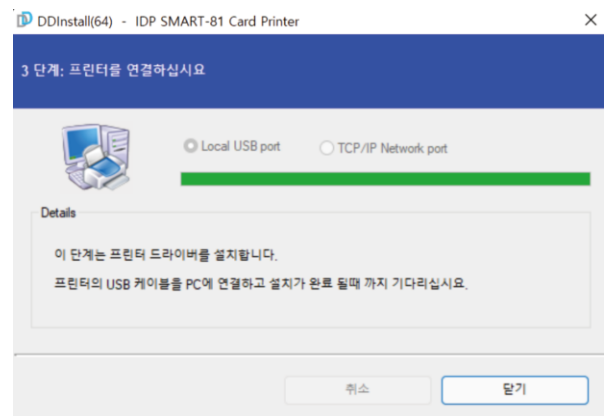 DDInstall(64) - IDP SMART-81 Card Printer
3 단계: 프린터를 연결하십시요
Local USB port
TCP/IP Network port
Details
이 단계는 프린터 드라이버를 설치합니다.
프린터의 USB 케이블을 PC에 연결하고 설치가 완료 될때 까지 기다리십시요.
취소
닫기